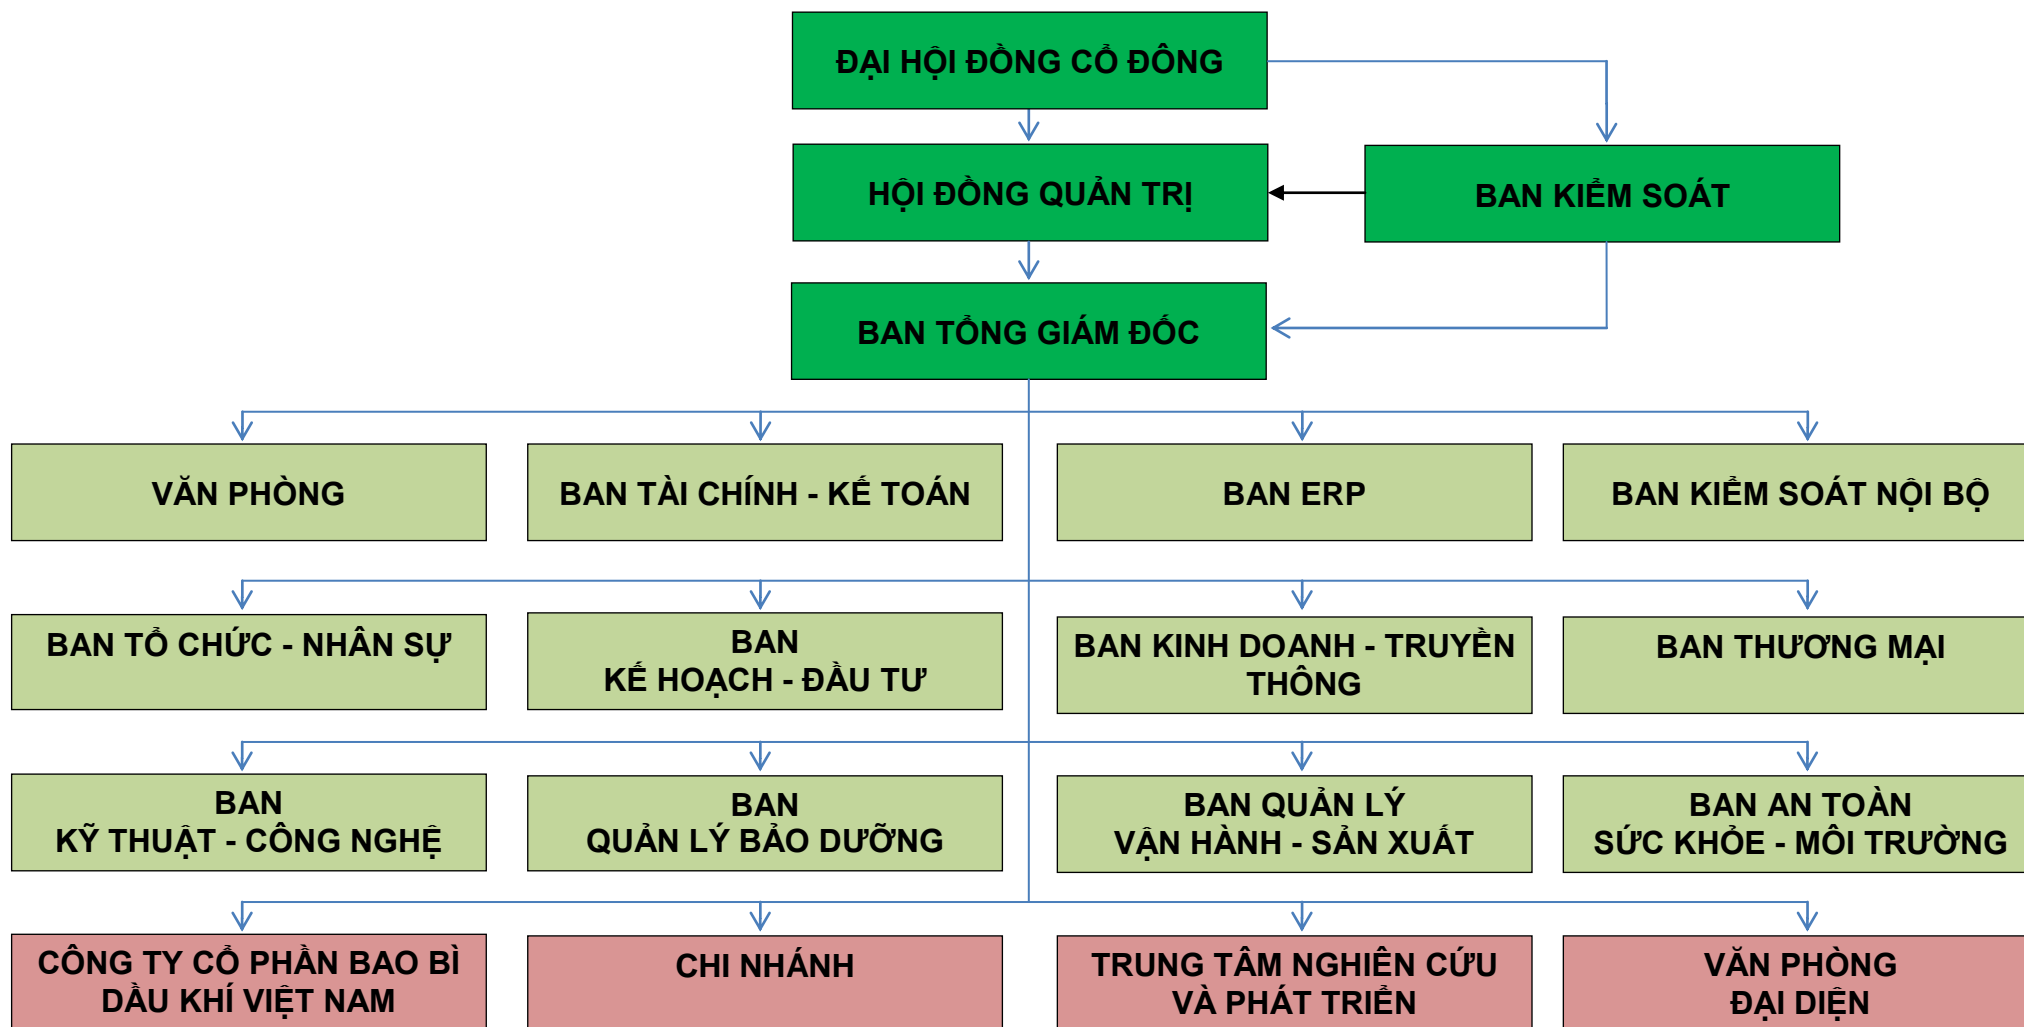 ĐẠI HỘI ĐỒNG CỔ ĐÔNG
HỘI ĐỒNG QUẢN TRỊ
BAN KIỂM SOÁT
BAN TỔNG GIÁM ĐỐC
VĂN PHÒNG
BAN TÀI CHÍNH - KẾ TOÁN
BAN ERP
BAN KIỂM SOÁT NỘI BỘ
BAN TỔ CHỨC - NHÂN SỰ
BAN
KẾ HOẠCH - ĐẦU TƯ
BAN KINH DOANH - TRUYỀN
THÔNG
BAN THƯƠNG MẠI
BAN
KỸ THUẬT - CÔNG NGHỆ
BAN
QUẢN LÝ BẢO DƯỠNG
BAN QUẢN LÝ
VẬN HÀNH - SẢN XUẤT
BAN AN TOÀN
SỨC KHỎE - MÔI TRƯỜNG
CÔNG TY CỔ PHẦN BAO BÌ
DẦU KHÍ VIỆT NAM
CHI NHÁNH
TRUNG TÂM NGHIÊN CỨU
VÀ PHÁT TRIỂN
VĂN PHÒNG
ĐẠI DIỆN